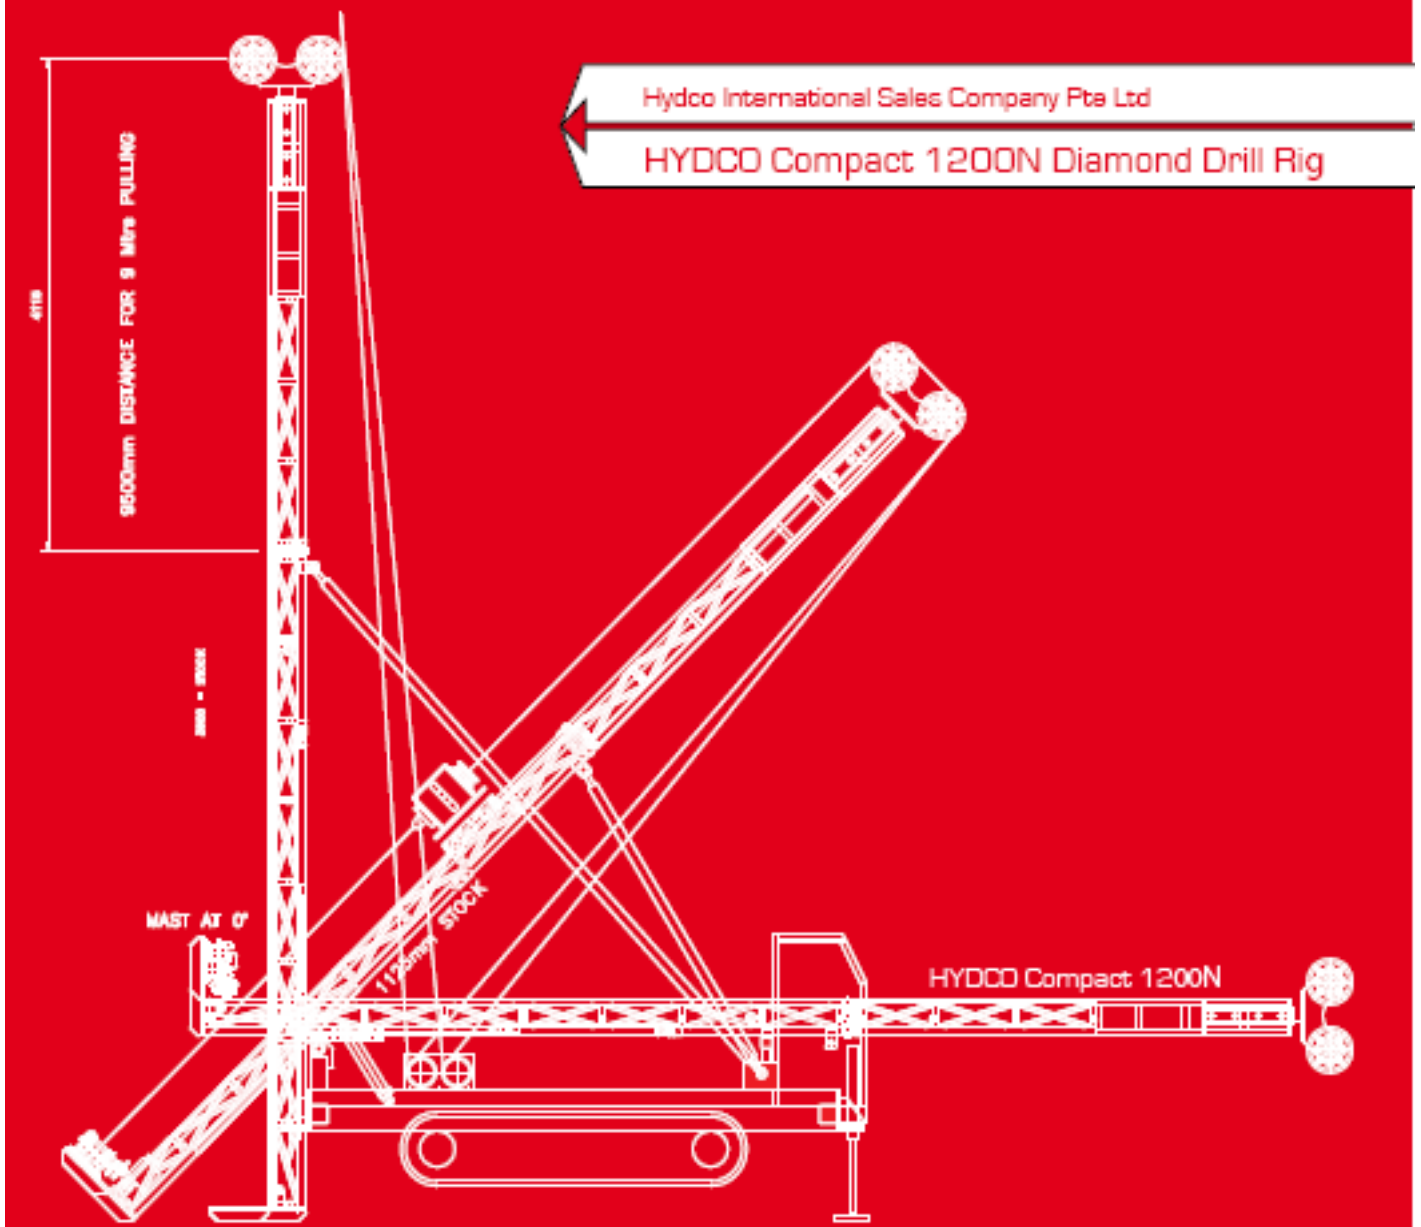 Hydco International Sales Company Pte Ltd
HYDCO Compact 1200N Diamond Drill Rig
9500mm DISTANCE FOR 9 Mtrs PULLING
MAST AT 0°
STOCK
HYDCO Compact 1200N